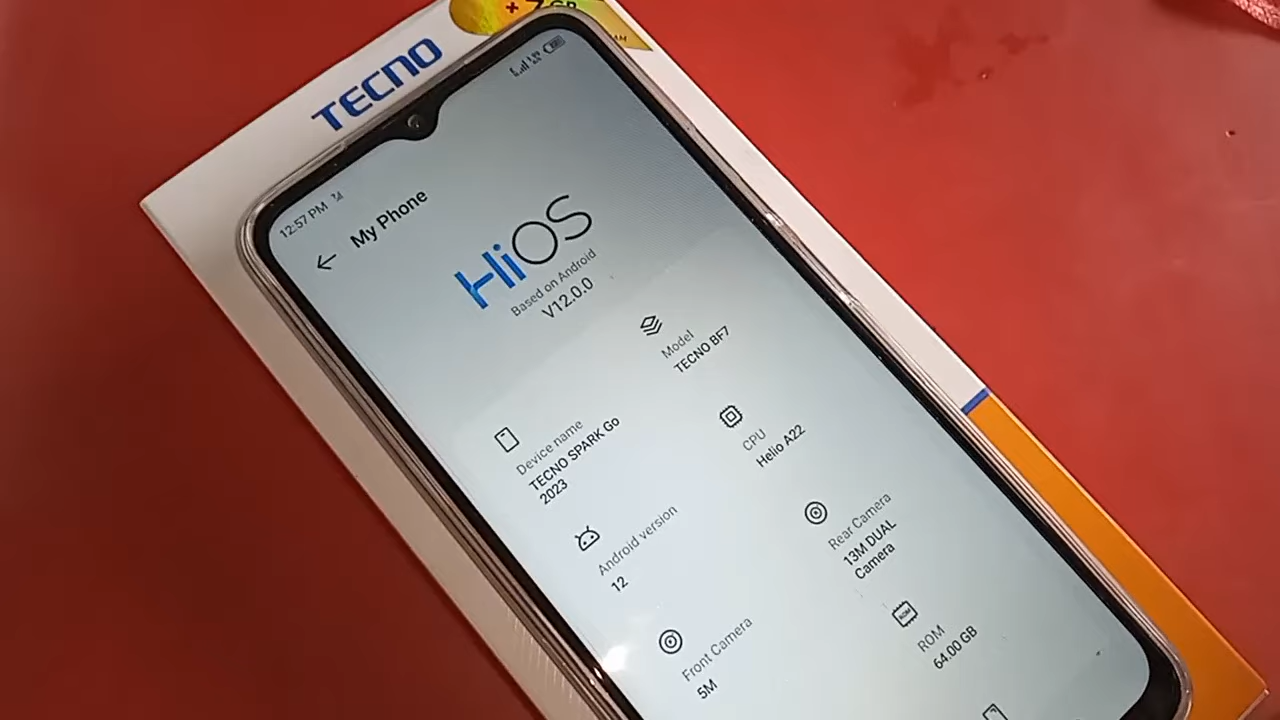 TECNO
12:57 PM
My Phone
HiOS
Based on Android
V12.0.0
Device name
TECNO SPARK Go
2023
Model
TECNO BF7
Android version
12
CPU
Helio A22
Front Camera
5M
Rear Camera
13M DUAL
Camera
ROM
64.00 GB